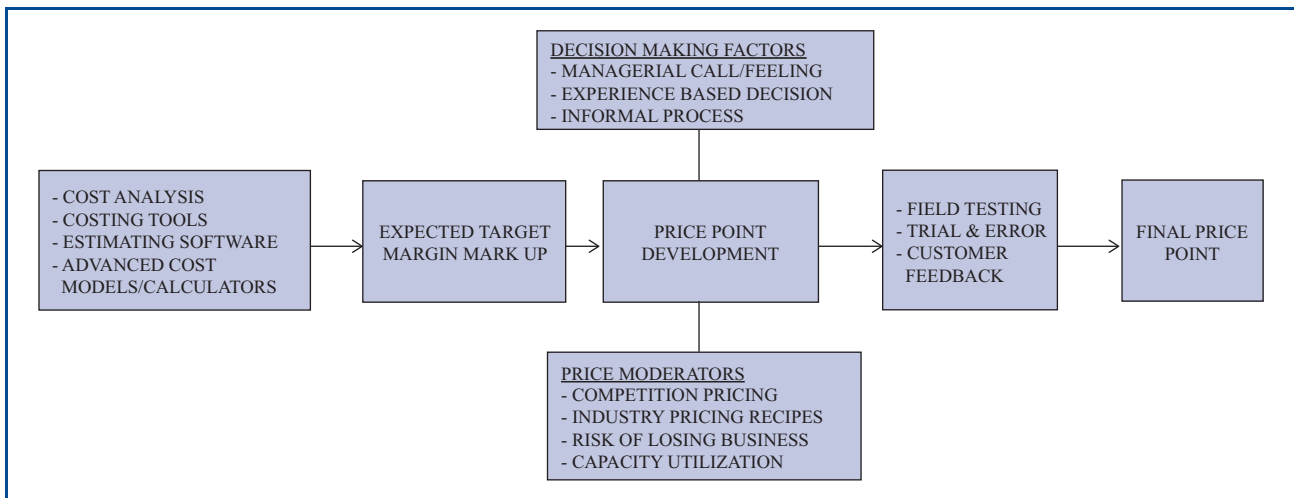 DECISION MAKING FACTORS
- MANAGERIAL CALL/FEELING
- EXPERIENCE BASED DECISION
- INFORMAL PROCESS
- COST ANALYSIS
- COSTING TOOLS
- ESTIMATING SOFTWARE
- ADVANCED COST
MODELS/CALCULATORS
EXPECTED TARGET
MARGIN MARK UP
PRICE POINT
DEVELOPMENT
- FIELD TESTING
- TRIAL & ERROR
- CUSTOMER
FEEDBACK
FINAL PRICE
POINT
PRICE MODERATORS
- COMPETITION PRICING
- INDUSTRY PRICING RECIPES
- RISK OF LOSING BUSINESS
- CAPACITY UTILIZATION